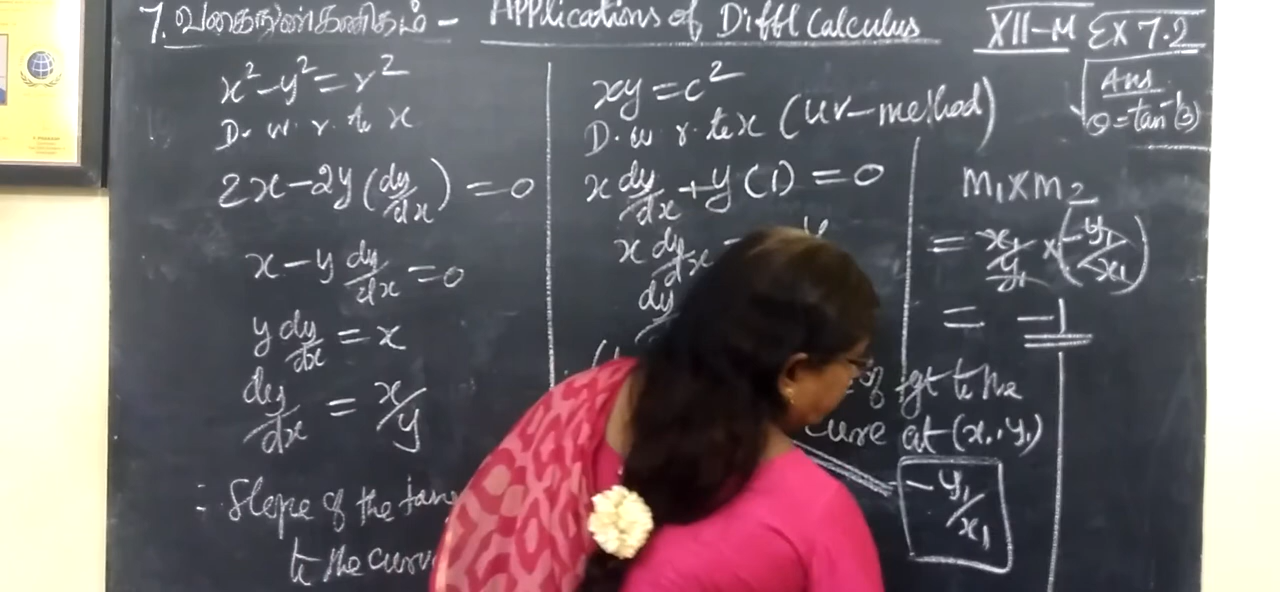 7. வகைநுண்கணிதம் - Applications of Diffl Calculus
XII-M EX 7.2
Ans
θ = tan⁻¹(3)
x² - y² = r²
D. w. r. to x
2x - 2y (dy/dx) = 0
x - y dy/dx = 0
y dy/dx = x
dy/dx = x/y
∴ Slope of the
to the
xy = c²
D. w. r. to x (uv-method)
x dy/dx + y (1) = 0
x dy/dx =
dy
of tgt to the
curve at (x₁, y₁)
-y₁/x₁
m₁ x m₂
= x₁/y₁ x (-y₁/x₁)
= -1